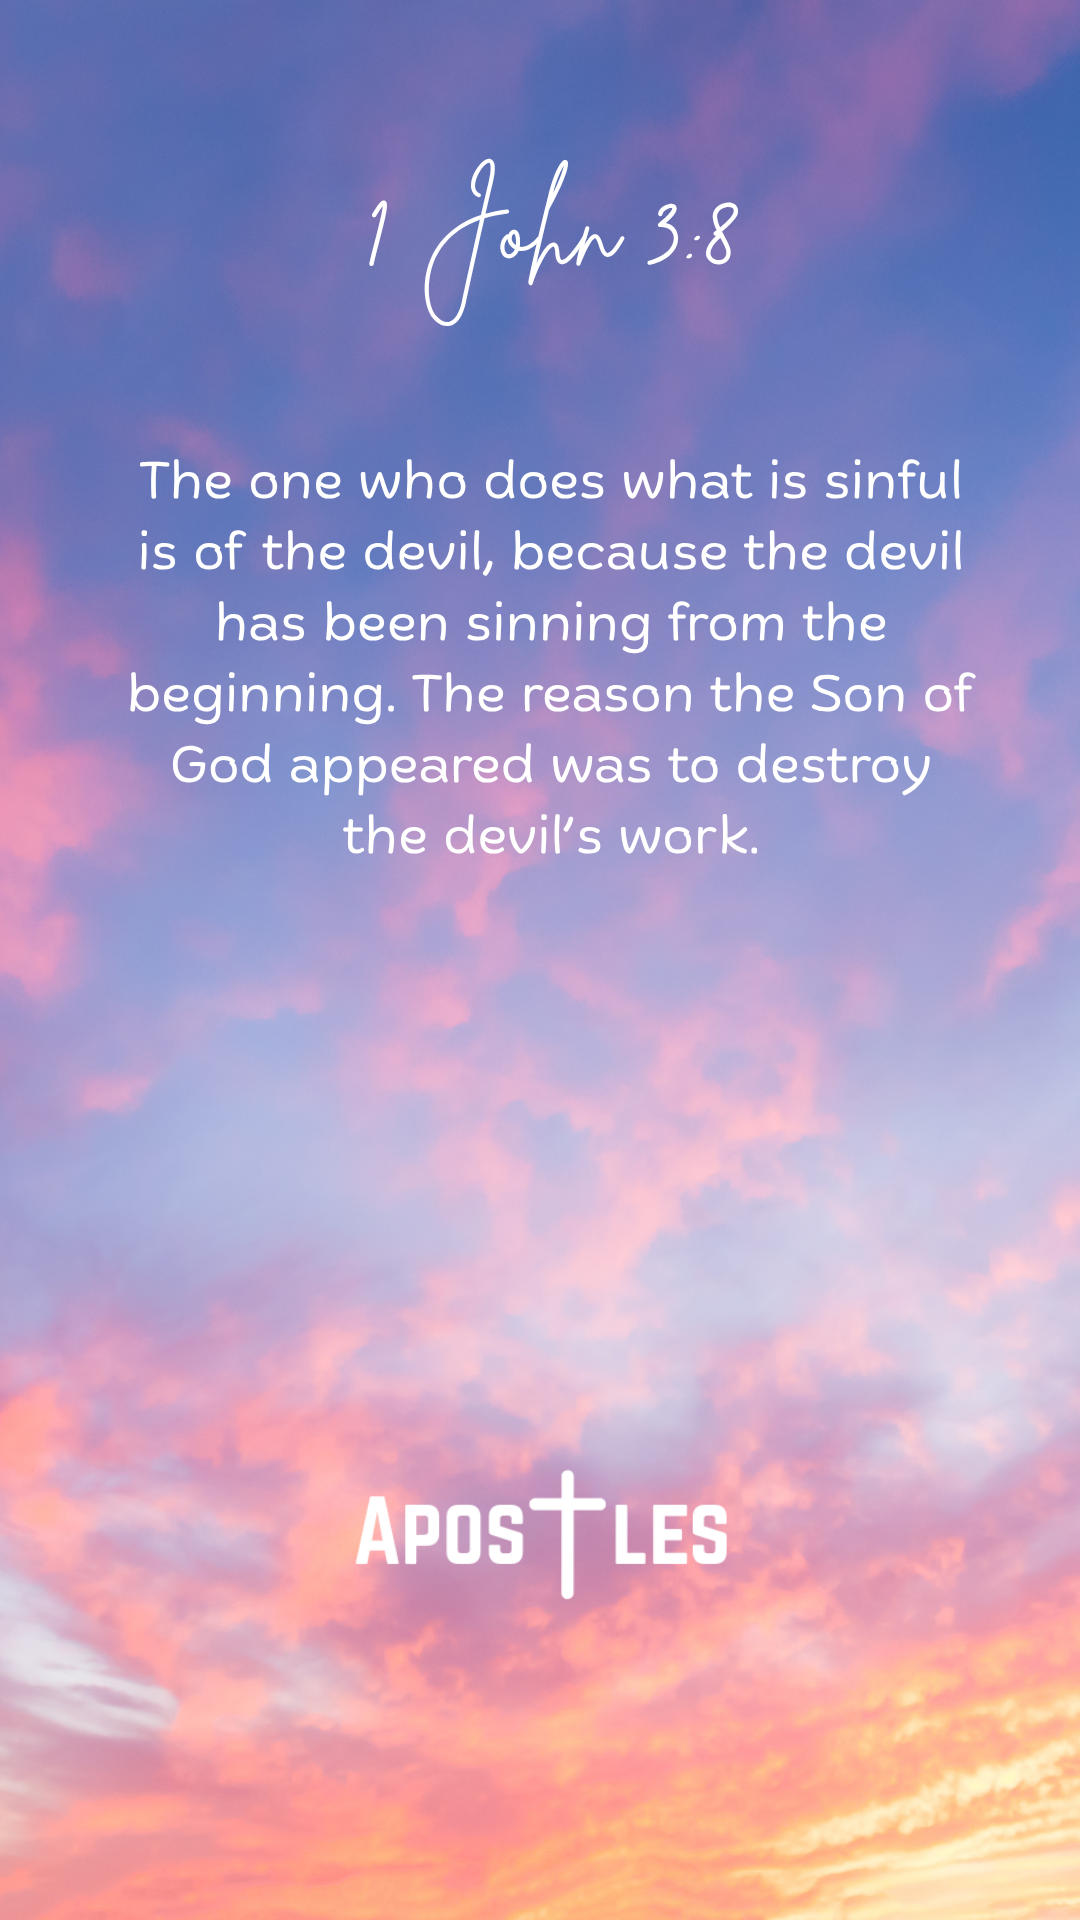 1 John 3:8
The one who does what is sinful
is of the devil, because the devil
has been sinning from the
beginning. The reason the Son of
God appeared was to destroy
the devil’s work.
APOSTLES